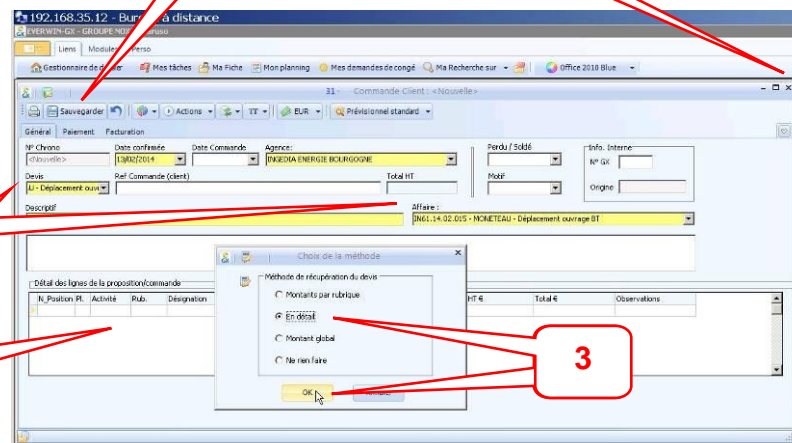 192.168.35.12 - Bureau à distance
EVERWIN-GX - GROUPE NOX
Liens Modules Perso
Gestionnaire de dossier Mes tâches Ma Fiche Mon planning Mes demandes de congé Ma Recherche sur Office 2010 Blue
31- Commande Client : <Nouvelle>
Sauvegarder Actions TT EUR Prévisionnel standard
Général Paiement Facturation
N° Chrono Date confirmée Date Commande Agence: Perdu / Soldé Info. Interne
<Nouvelle> 13/02/2014 INGEDIA ENERGIE BOURGOGNE N° GX
Devis Ref Commande (client) Total HT Motif
U - Déplacement ouvr Origine
Descriptif Affaire :
IN61.14.02.015 - MONETEAU - Déplacement ouvrage BT
Choix de la méthode
Méthode de récupération du devis
Détail des lignes de la proposition/commande
N_Position Pl. Activité Rub. Désignation HT € Total € Observations
Montants par rubrique
En détail
Montant global
Ne rien faire
3
OK